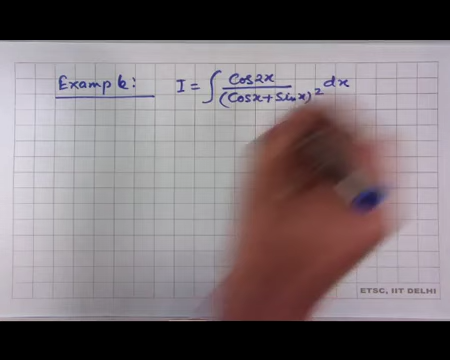 Example: I = ∫ Cos2x / (Cosx + Sinx)² dx
ETSC, IIT DELHI